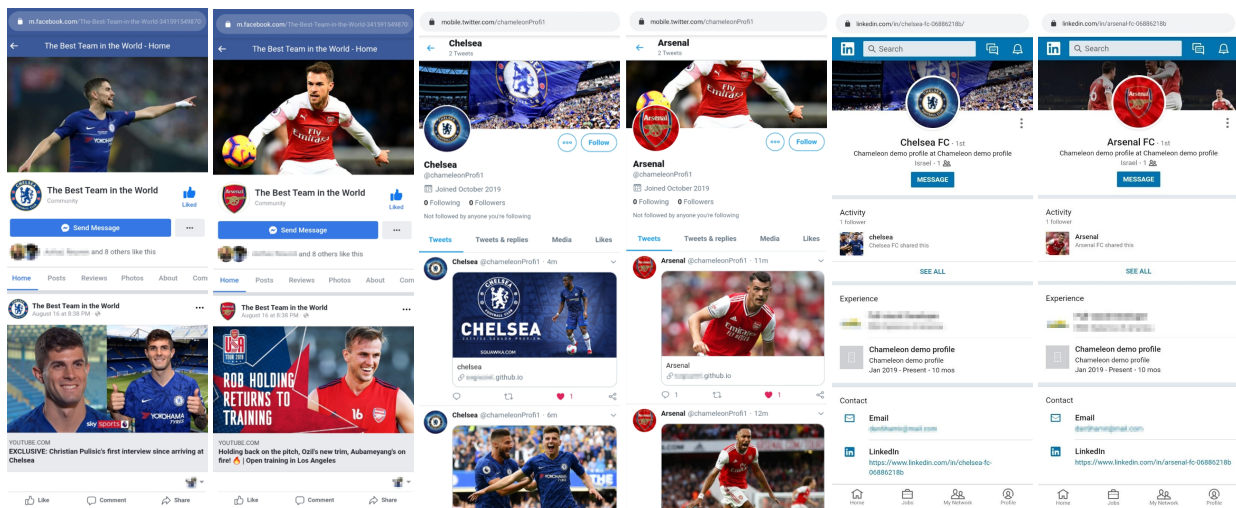 m.facebook.com/The-Best-Team-in-the-World-341591549870
The Best Team in the World - Home
YOKOHAMA
The Best Team in the World
Community
Liked
Send Message
and 8 others like this
Home Posts Reviews Photos About Com
The Best Team in the World
August 16 at 8:38 PM
sky sports
YOKOHAMA
YOUTUBE.COM
EXCLUSIVE: Christian Pulisic's first interview since arriving at
Chelsea
Like Comment Share
m.facebook.com/The-Best-Team-in-the-World-341591549870
The Best Team in the World - Home
Fly
Emirates
Arsenal
The Best Team in the World
Community
Liked
Send Message
and 8 others like this
Home Posts Reviews Photos About Com
The Best Team in the World
August 16 at 8:38 PM
USA
TOUR 2019
ROB HOLDING
RETURNS TO
TRAINING
16
YOUTUBE.COM
Holding back on the pitch, Ozil's new trim, Aubameyang's on
fire! 🔥 | Open training in Los Angeles
Like Comment Share
mobile.twitter.com/chameleonProfi1
Chelsea
2 Tweets
Follow
Chelsea
@chameleonProfi1
Joined October 2019
0 Following 0 Followers
Not followed by anyone you're following
Tweets Tweets & replies Media Likes
Chelsea @chameleonProfi1 · 4m
CHELSEA
FOOTBALL CLUB
CHELSEA
SQUAWKA.COM
chelsea
.github.io
1
Chelsea @chameleonProfi1 · 6m
mobile.twitter.com/chameleonProfi1
Arsenal
2 Tweets
Fly
Emirates
Arsenal
Follow
Arsenal
@chameleonProfi1
Joined October 2019
0 Following 0 Followers
Not followed by anyone you're following
Tweets Tweets & replies Media Likes
Arsenal @chameleonProfi1 · 11m
Arsenal
.github.io
1 1
Arsenal @chameleonProfi1 · 12m
linkedin.com/in/chelsea-fc-06886218b/
in Search
Chelsea FC · 1st
Chameleon demo profile at Chameleon demo profile
Israel · 1
MESSAGE
Activity
1 follower
chelsea
Chelsea FC shared this
SEE ALL
Experience
Chameleon demo profile
Chameleon demo profile
Jan 2019 - Present · 10 mos
Contact
Email
LinkedIn
https://www.linkedin.com/in/chelsea-fc-
06886218b
Home Jobs My Network Profile
linkedin.com/in/arsenal-fc-06886218b
in Search
Arsenal
Arsenal FC · 1st
Chameleon demo profile at Chameleon demo profile
Israel · 1
MESSAGE
Activity
1 follower
Arsenal
Arsenal FC shared this
SEE ALL
Experience
Chameleon demo profile
Chameleon demo profile
Jan 2019 - Present · 10 mos
Contact
Email
LinkedIn
https://www.linkedin.com/in/arsenal-fc-06886218b
Home Jobs My Network Profile